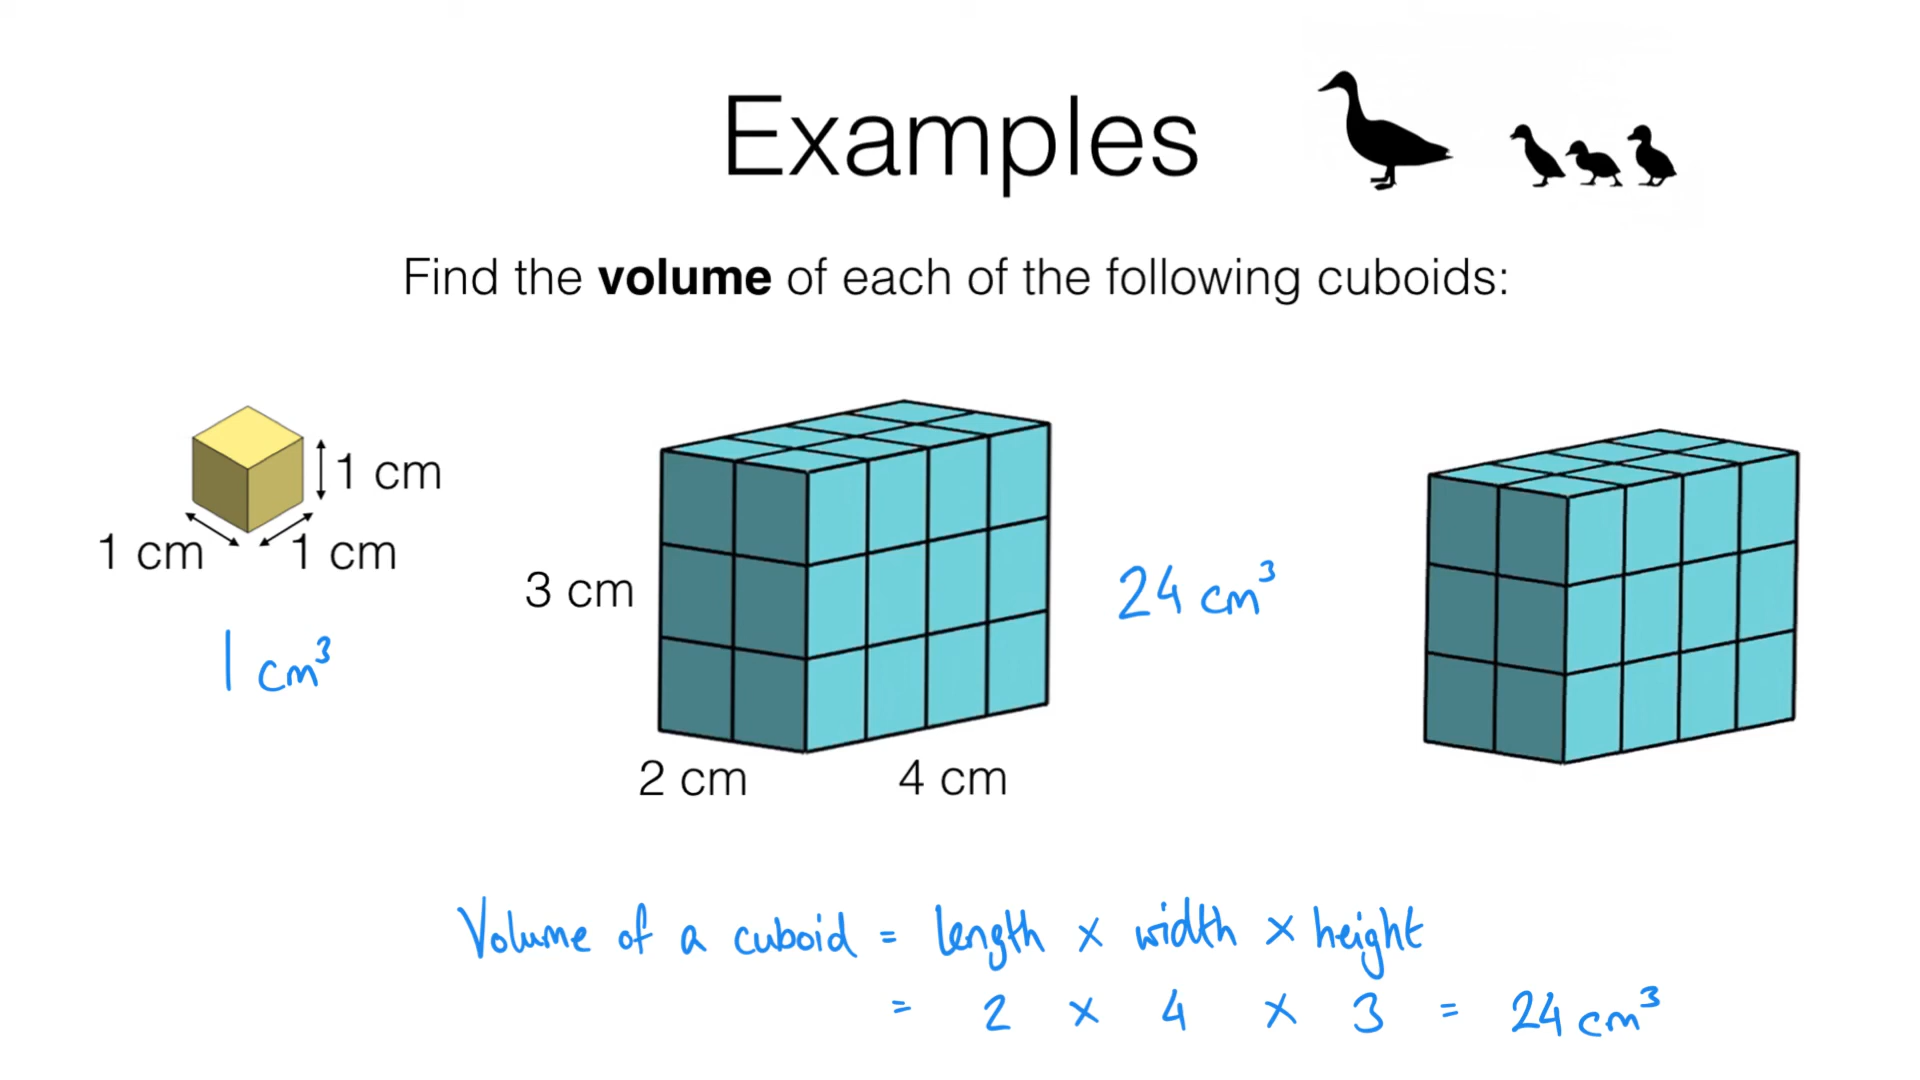 Examples
Find the volume of each of the following cuboids:
1 cm
1 cm
1 cm
1 cm³
3 cm
2 cm
4 cm
24 cm³
Volume of a cuboid = length x width x height
= 2 x 4 x 3 = 24 cm³